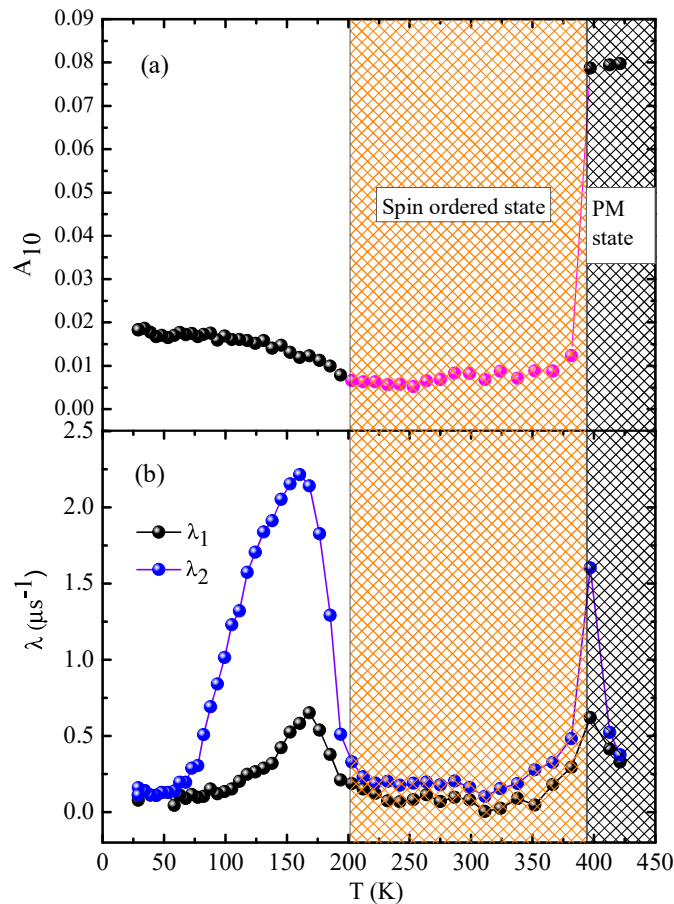 (a)
0.09
0.08
0.07
0.06
0.05
0.04
0.03
0.02
0.01
0.00
A10
Spin ordered state
PM
state
(b)
2.5
2.0
1.5
1.0
0.5
0.0
λ (μs⁻¹)
λ1
λ2
0 50 100 150 200 250 300 350 400 450
T (K)